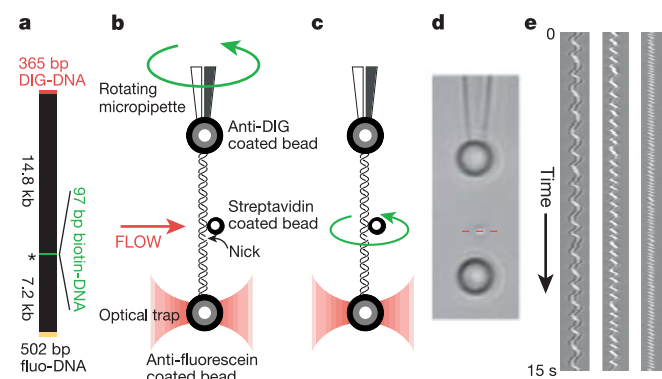 a
365 bp
DIG-DNA
14.8 kb
97 bp biotin-DNA
*
7.2 kb
502 bp
fluo-DNA
b
Rotating
micropipette
Anti-DIG
coated bead
Streptavidin
coated bead
FLOW
Nick
Optical trap
Anti-fluorescein
coated bead
c
d
e
0
Time
15 s